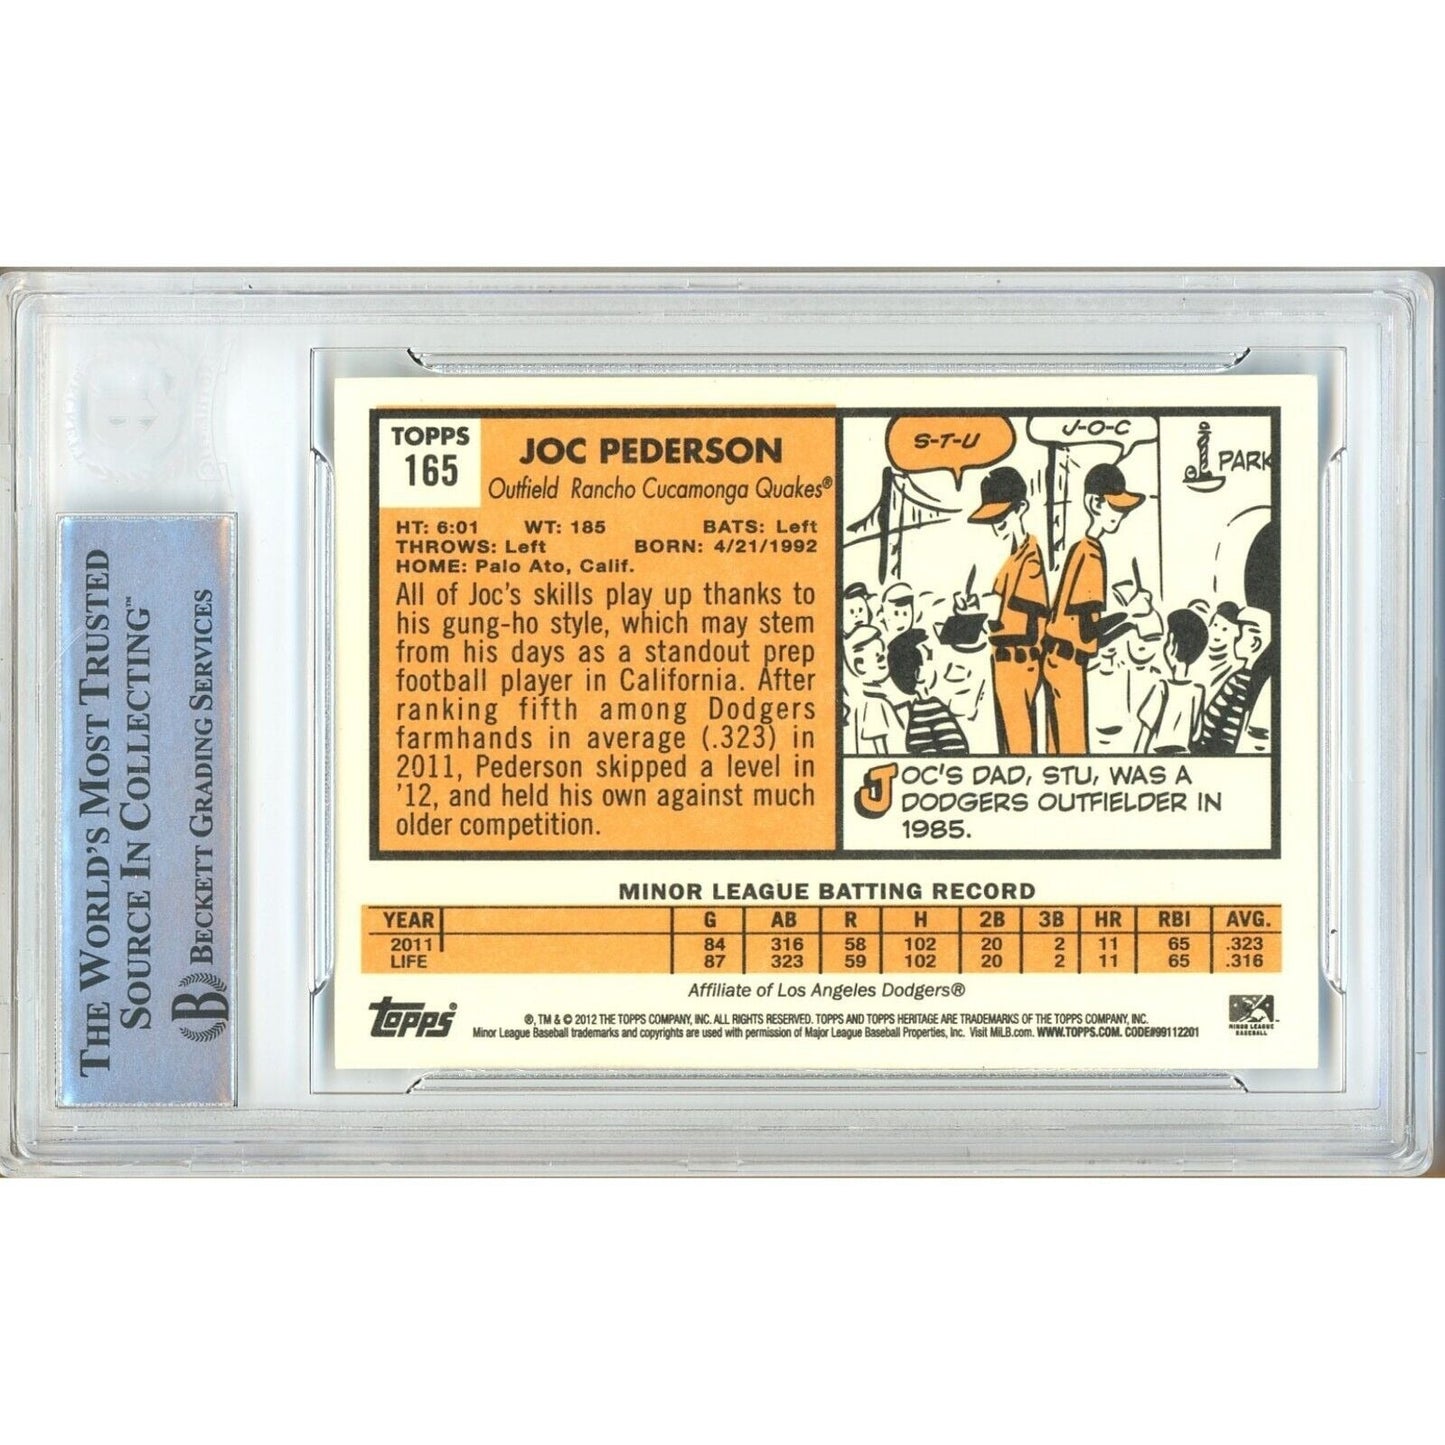 THE WORLD'S MOST TRUSTED
SOURCE IN COLLECTING™
BECKETT GRADING SERVICES
B
TOPPS
165
JOC PEDERSON
Outfield Rancho Cucamonga Quakes®
HT: 6:01 WT: 185 BATS: Left
THROWS: Left BORN: 4/21/1992
HOME: Palo Ato, Calif.
All of Joc's skills play up thanks to
his gung-ho style, which may stem
from his days as a standout prep
football player in California. After
ranking fifth among Dodgers
farmhands in average (.323) in
2011, Pederson skipped a level in
'12, and held his own against much
older competition.
S-T-U
J-O-C
PARK
JOC'S DAD, STU, WAS A
DODGERS OUTFIELDER IN
1985.
MINOR LEAGUE BATTING RECORD
YEAR G AB R H 2B 3B HR RBI AVG.
2011 84 316 58 102 20 2 11 65 .323
LIFE 87 323 59 102 20 2 11 65 .316
Affiliate of Los Angeles Dodgers®
topps®
®, TM & © 2012 THE TOPPS COMPANY, INC. ALL RIGHTS RESERVED. TOPPS AND TOPPS HERITAGE ARE TRADEMARKS OF THE TOPPS COMPANY, INC.
Minor League Baseball trademarks and copyrights are used with permission of Major League Baseball Properties, Inc. Visit MiLB.com. WWW.TOPPS.COM. CODE#99112201
MINOR LEAGUE
BASEBALL